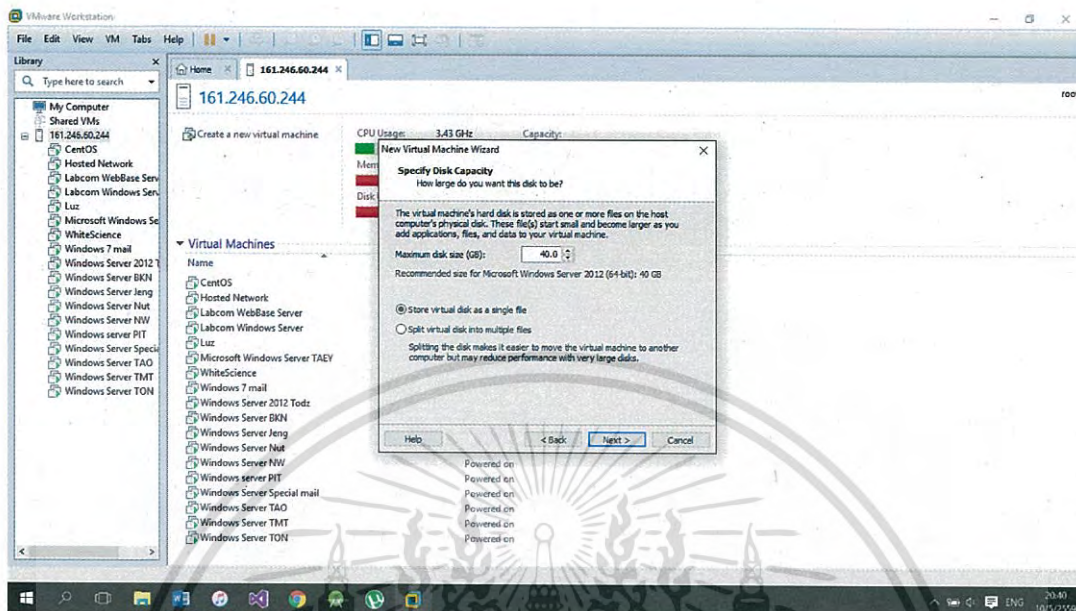 VMware Workstation
File Edit View VM Tabs Help
Library
Type here to search
My Computer
Shared VMs
161.246.60.244
CentOS
Hosted Network
Labcom WebBase Serv
Labcom Windows Serv
Luz
Microsoft Windows Se
WhiteScience
Windows 7 mail
Windows Server 2012 T
Windows Server BKN
Windows Server Jeng
Windows Server Nut
Windows Server NW
Windows server PIT
Windows Server Specia
Windows Server TAO
Windows Server TMT
Windows Server TON
Home 161.246.60.244
161.246.60.244
roo
Create a new virtual machine
CPU Usage: 3.43 GHz Capacity:
Mem
Disk
Virtual Machines
Name
CentOS
Hosted Network
Labcom WebBase Server
Labcom Windows Server
Luz
Microsoft Windows Server TAEY
WhiteScience
Windows 7 mail
Windows Server 2012 Todz
Windows Server BKN
Windows Server Jeng
Windows Server Nut
Windows Server NW Powered on
Windows server PIT Powered on
Windows Server Special mail Powered on
Windows Server TAO Powered on
Windows Server TMT Powered on
Windows Server TON Powered on
New Virtual Machine Wizard
Specify Disk Capacity
How large do you want this disk to be?
The virtual machine's hard disk is stored as one or more files on the host
computer's physical disk. These file(s) start small and become larger as you
add applications, files, and data to your virtual machine.
Maximum disk size (GB): 40.0
Recommended size for Microsoft Windows Server 2012 (64-bit): 40 GB
Store virtual disk as a single file
Split virtual disk into multiple files
Splitting the disk makes it easier to move the virtual machine to another
computer but may reduce performance with very large disks.
Help < Back Next > Cancel
ENG
20:40